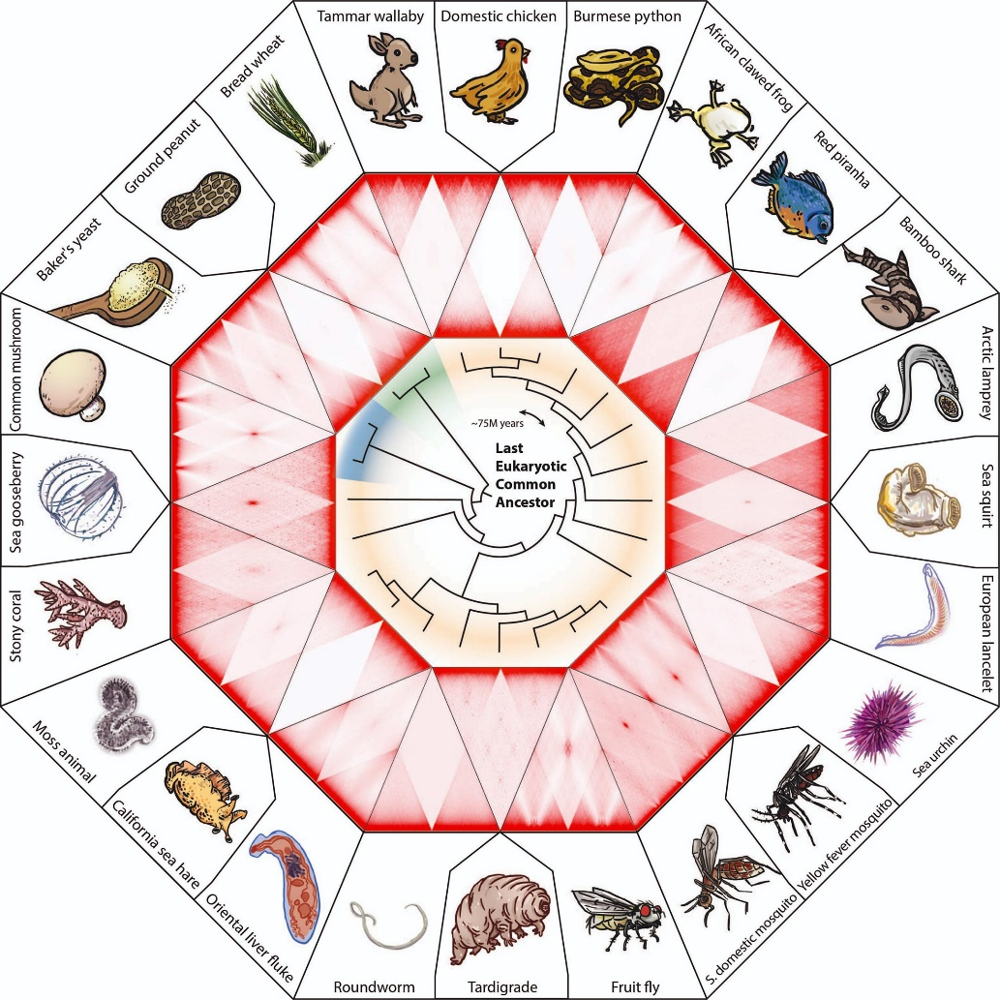 Tammar wallaby
Domestic chicken
Burmese python
African clawed frog
Red piranha
Bamboo shark
Arctic lamprey
Sea squirt
European lancelet
Sea urchin
Yellow fever mosquito
S. domestic mosquito
Fruit fly
Tardigrade
Roundworm
Oriental liver fluke
California sea hare
Moss animal
Stony coral
Sea gooseberry
Common mushroom
Baker's yeast
Ground peanut
Bread wheat
~75M years
Last
Eukaryotic
Common
Ancestor